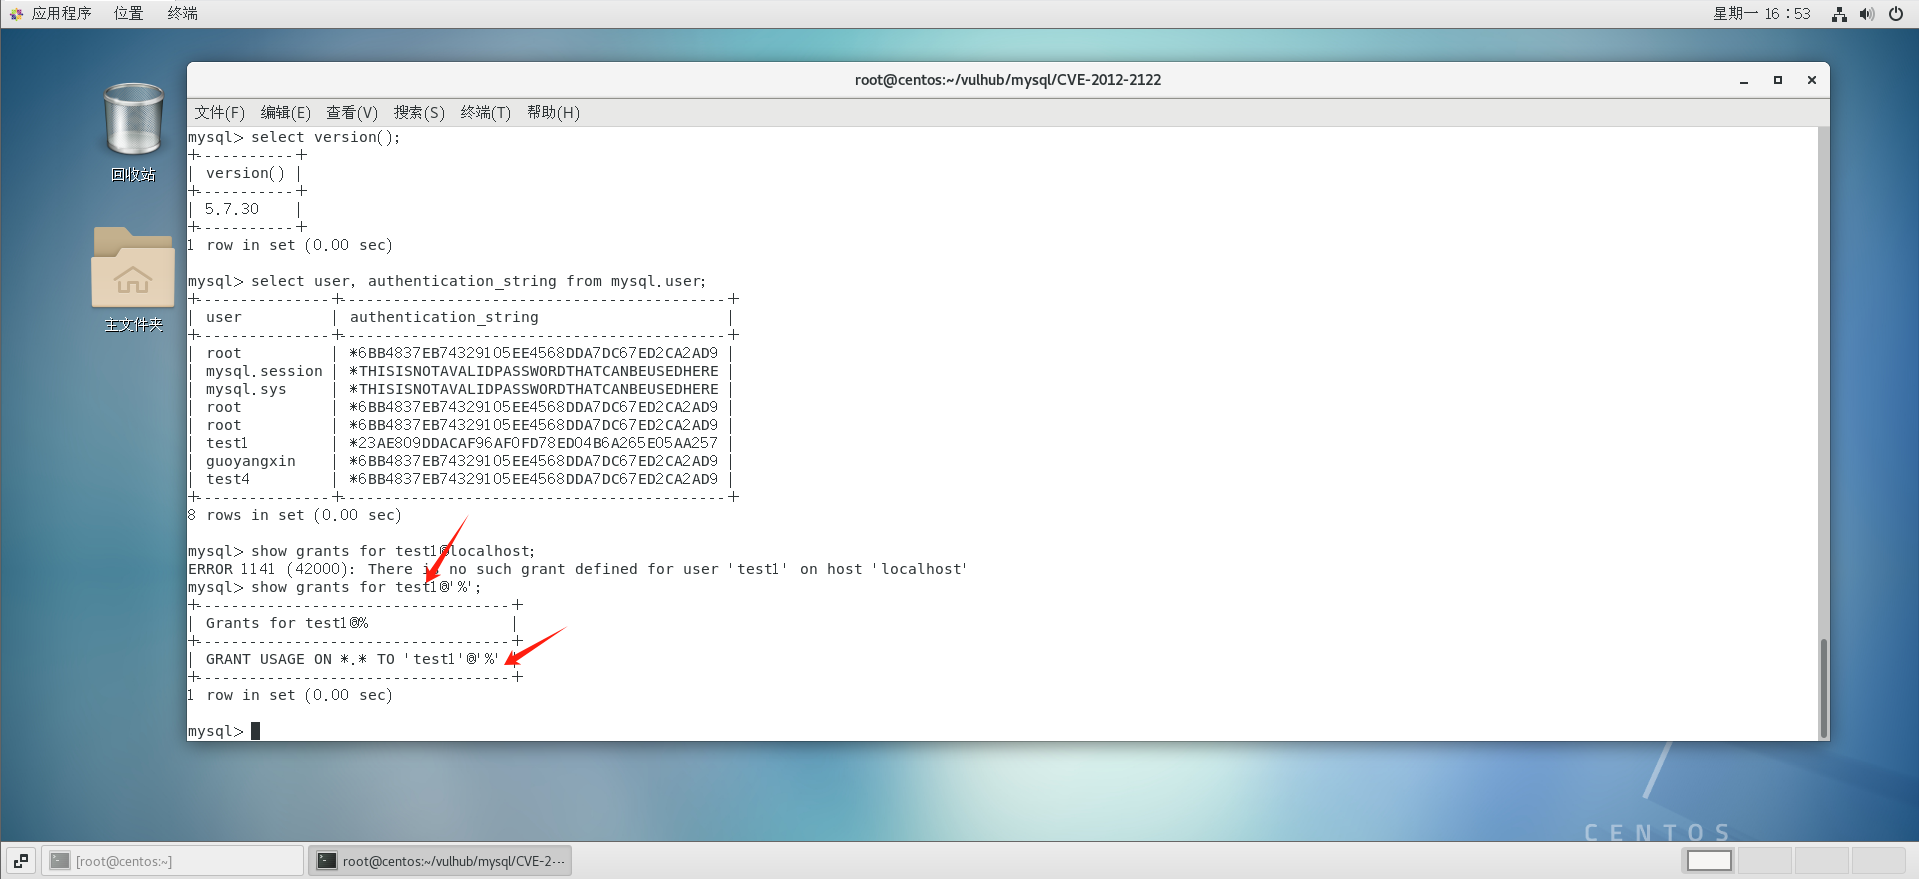 应用程序 位置 终端 星期一 16：53
root@centos:~/vulhub/mysql/CVE-2012-2122
文件(F) 编辑(E) 查看(V) 搜索(S) 终端(T) 帮助(H)
回收站
主文件夹
mysql> select version();
+-----------+
| version() |
+-----------+
| 5.7.30    |
+-----------+
1 row in set (0.00 sec)
mysql> select user, authentication_string from mysql.user;
+---------------+-------------------------------------------+
| user          | authentication_string                     |
+---------------+-------------------------------------------+
| root          | *6BB4837EB74329105EE4568DDA7DC67ED2CA2AD9 |
| mysql.session | *THISISNOTAVALIDPASSWORDTHATCANBEUSEDHERE |
| mysql.sys     | *THISISNOTAVALIDPASSWORDTHATCANBEUSEDHERE |
| root          | *6BB4837EB74329105EE4568DDA7DC67ED2CA2AD9 |
| root          | *6BB4837EB74329105EE4568DDA7DC67ED2CA2AD9 |
| test1         | *23AE809DDACAF96AF0FD78ED04B6A265E05AA257 |
| guoyangxin    | *6BB4837EB74329105EE4568DDA7DC67ED2CA2AD9 |
| test4         | *6BB4837EB74329105EE4568DDA7DC67ED2CA2AD9 |
+---------------+-------------------------------------------+
8 rows in set (0.00 sec)
mysql> show grants for test1@localhost;
ERROR 1141 (42000): There is no such grant defined for user 'test1' on host 'localhost'
mysql> show grants for test1@'%';
+-----------------------------------+
| Grants for test1@%                |
+-----------------------------------+
| GRANT USAGE ON *.* TO 'test1'@'%' |
+-----------------------------------+
1 row in set (0.00 sec)
mysql>
CENTOS
[root@centos:~]
root@centos:~/vulhub/mysql/CVE-2···